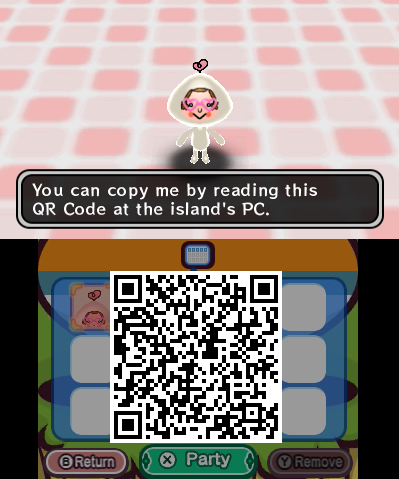 You can copy me by reading this
QR Code at the island's PC.
B Return
X Party
Y Remove